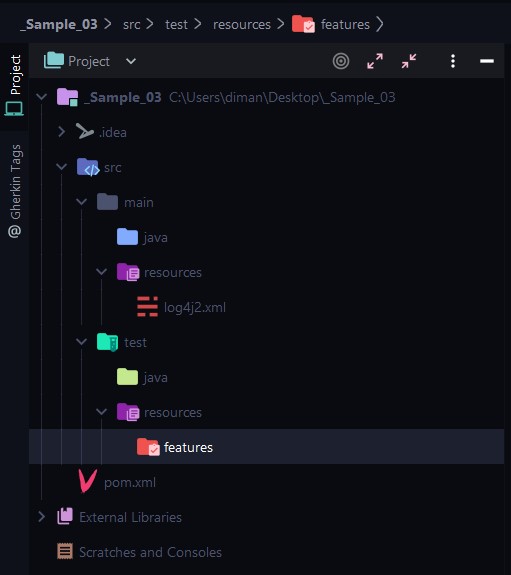 _Sample_03 > src > test > resources > features >
Project
Project
@ Gherkin Tags
_Sample_03 C:\Users\diman\Desktop\_Sample_03
.idea
src
main
java
resources
log4j2.xml
test
java
resources
features
pom.xml
External Libraries
Scratches and Consoles